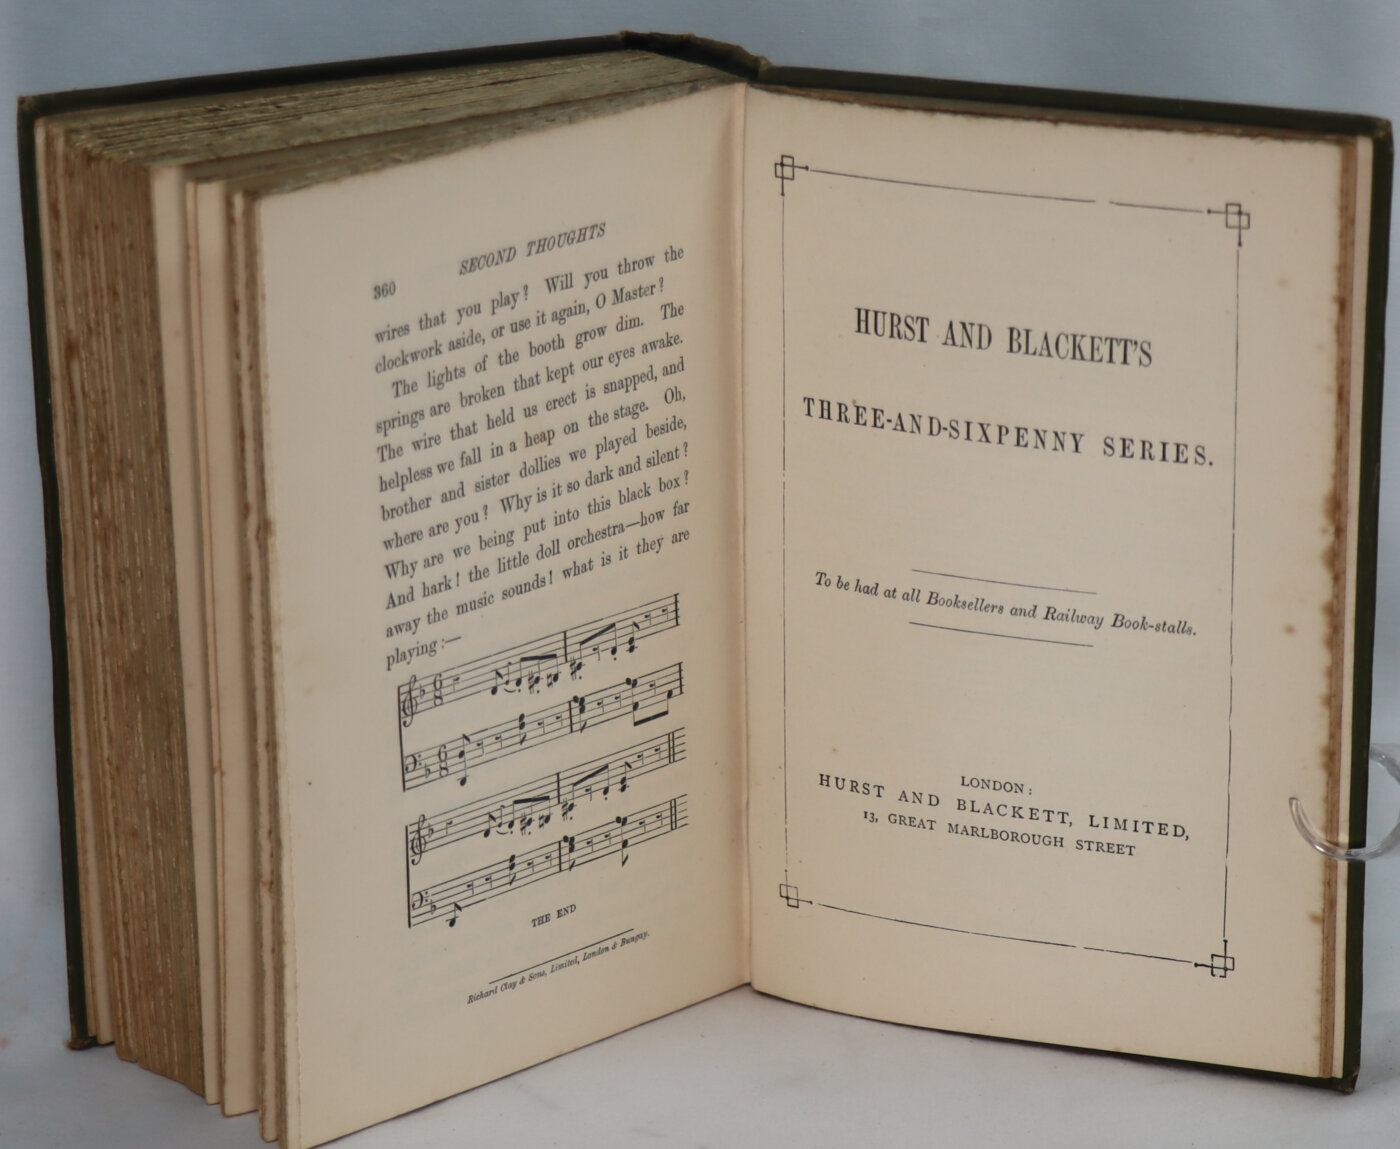 360
SECOND THOUGHTS
wires that you play? Will you throw the
clockwork aside, or use it again, O Master?
The lights of the booth grow dim. The
springs are broken that kept our eyes awake.
The wire that held us erect is snapped, and
helpless we fall in a heap on the stage. Oh,
brother and sister dollies we played beside,
where are you? Why is it so dark and silent?
Why are we being put into this black box?
And hark! the little doll orchestra—how far
away the music sounds! what is it they are
playing:—
6
8
6
8
THE END
Richard Clay & Sons, Limited, London & Bungay.
HURST AND BLACKETT'S
THREE-AND-SIXPENNY SERIES.
To be had at all Booksellers and Railway Book-stalls.
LONDON:
HURST AND BLACKETT, LIMITED,
13, GREAT MARLBOROUGH STREET